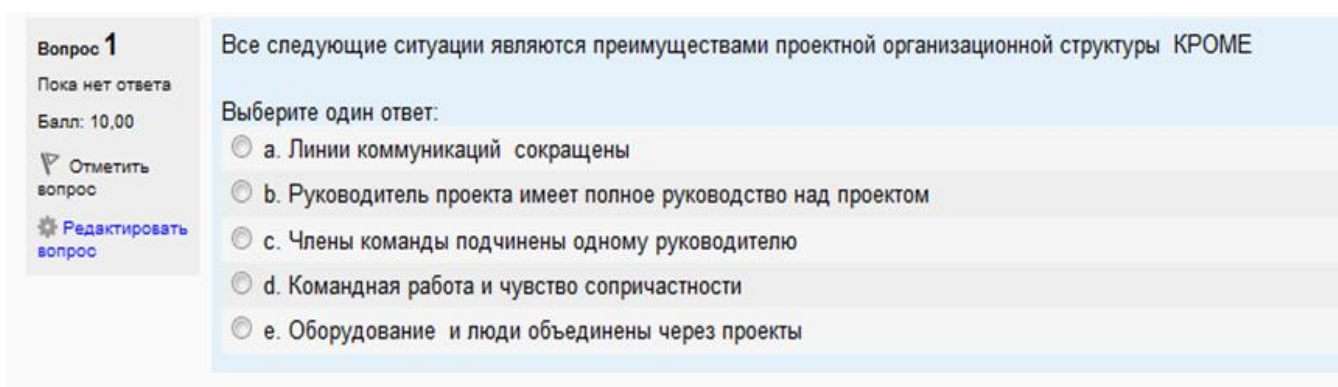 Вопрос 1
Пока нет ответа
Балл: 10,00
Отметить
вопрос
Редактировать
вопрос
Все следующие ситуации являются преимуществами проектной организационной структуры КРОМЕ
Выберите один ответ:
a. Линии коммуникаций сокращены
b. Руководитель проекта имеет полное руководство над проектом
c. Члены команды подчинены одному руководителю
d. Командная работа и чувство сопричастности
e. Оборудование и люди объединены через проекты